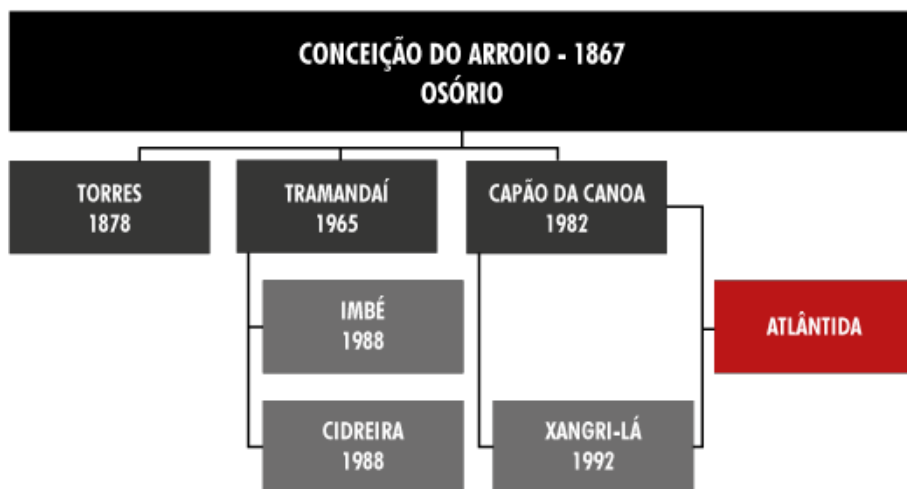 CONCEIÇÃO DO ARROIO - 1867
OSÓRIO
TORRES
1878
TRAMANDAÍ
1965
CAPÃO DA CANOA
1982
IMBÉ
1988
ATLÂNTIDA
CIDREIRA
1988
XANGRI-LÁ
1992